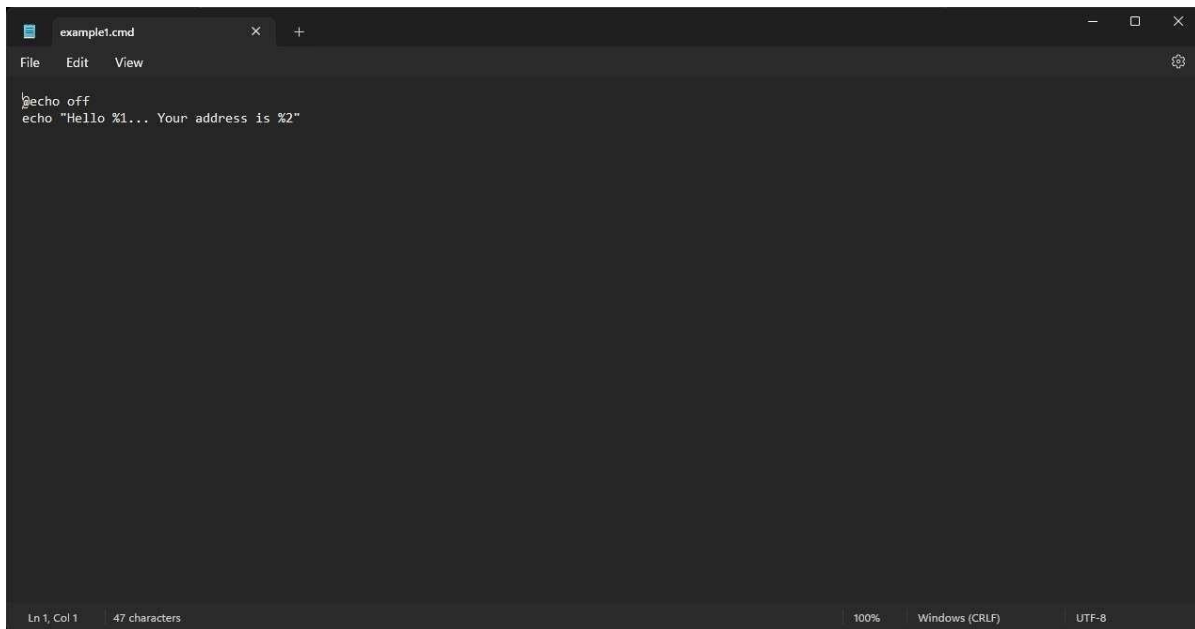 example1.cmd
File Edit View
@echo off
echo "Hello %1... Your address is %2"
Ln 1, Col 1 47 characters 100% Windows (CRLF) UTF-8